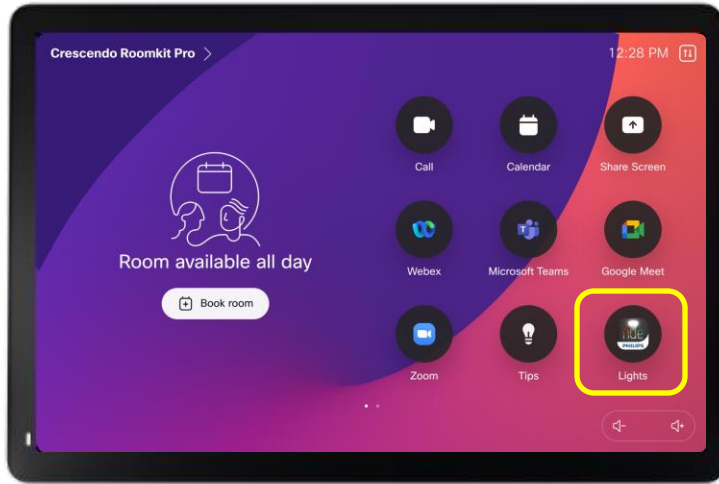 Crescendo Roomkit Pro
12:28 PM
Call
Calendar
Share Screen
Room available all day
Book room
Webex
Microsoft Teams
Google Meet
hue
PHILIPS
Zoom
Tips
Lights